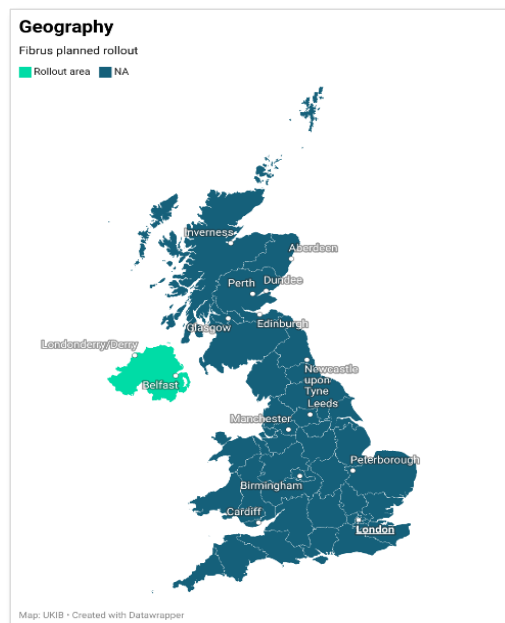 Geography
Fibrus planned rollout
Rollout area NA
Inverness
Aberdeen
Perth
Dundee
Glasgow
Edinburgh
Londonderry/Derry
Belfast
Newcastle
upon
Tyne
Leeds
Manchester
Peterborough
Birmingham
Cardiff
London
Map: UKIB • Created with Datawrapper